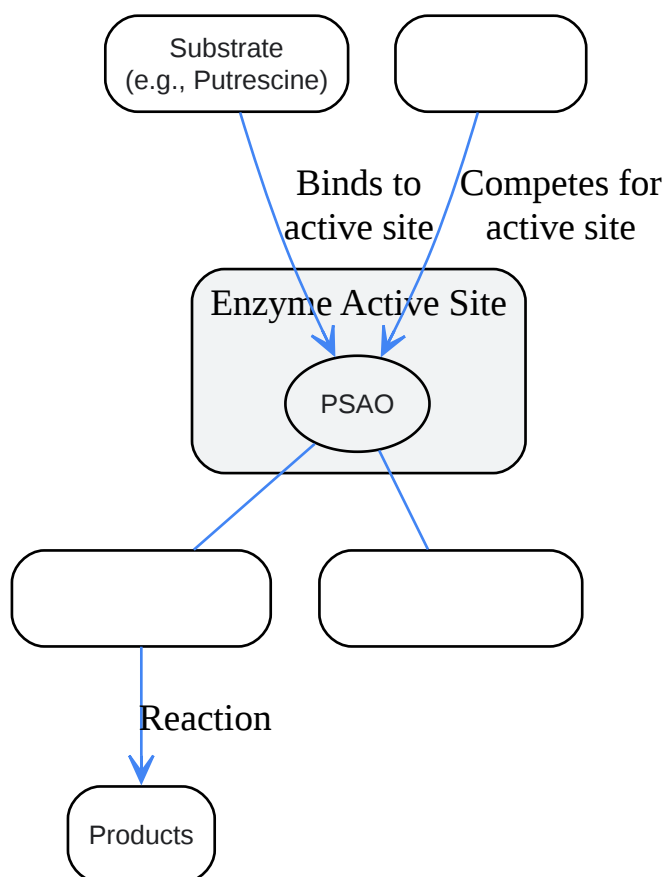 Substrate
(e.g., Putrescine)
Binds to
active site
Competes for
active site
Enzyme Active Site
PSAO
Reaction
Products